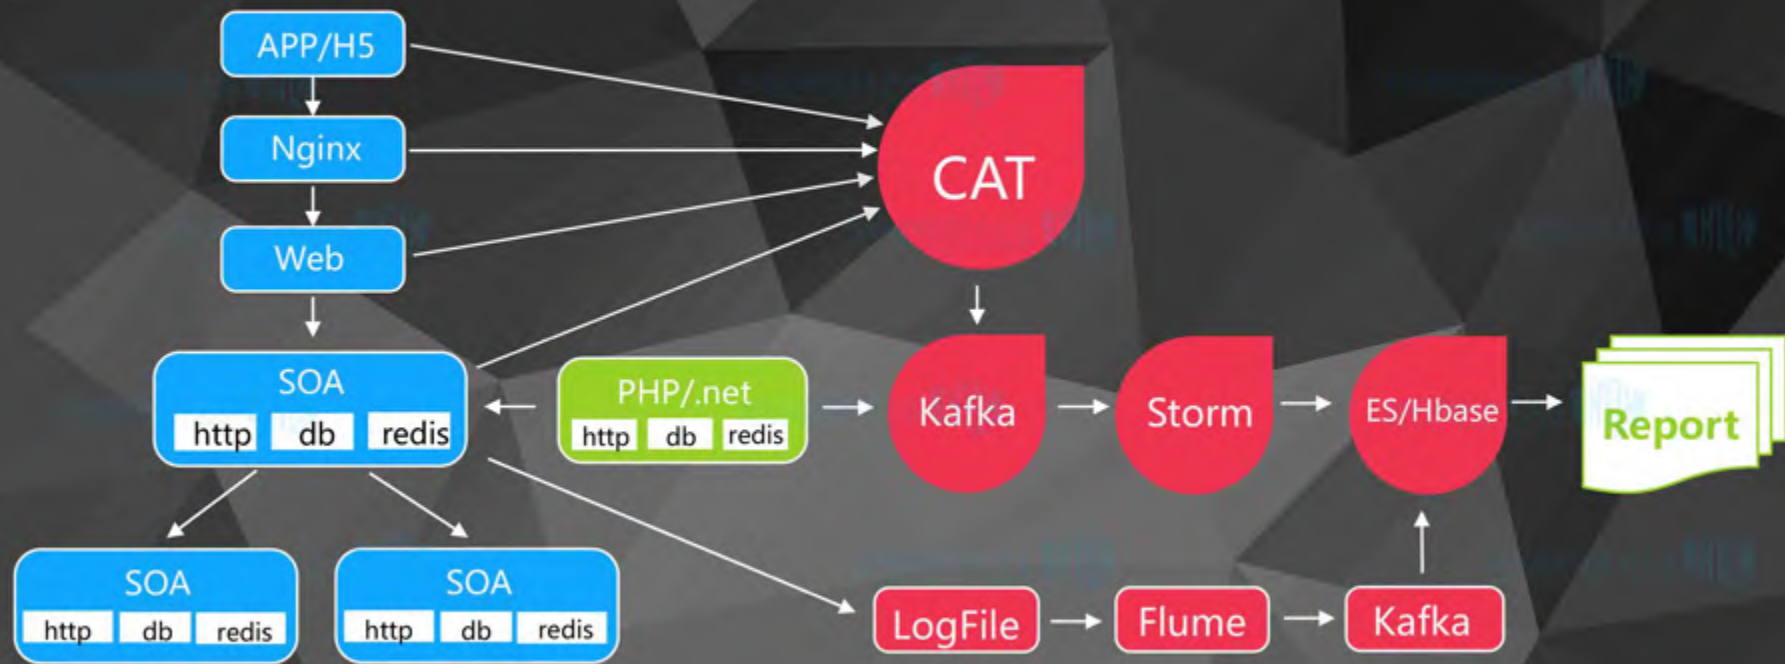 APP/H5
Nginx
CAT
Web
SOA
http db redis
PHP/.net
http db redis
Kafka
Storm
ES/Hbase
Report
SOA
http db redis
SOA
http db redis
LogFile
Flume
Kafka